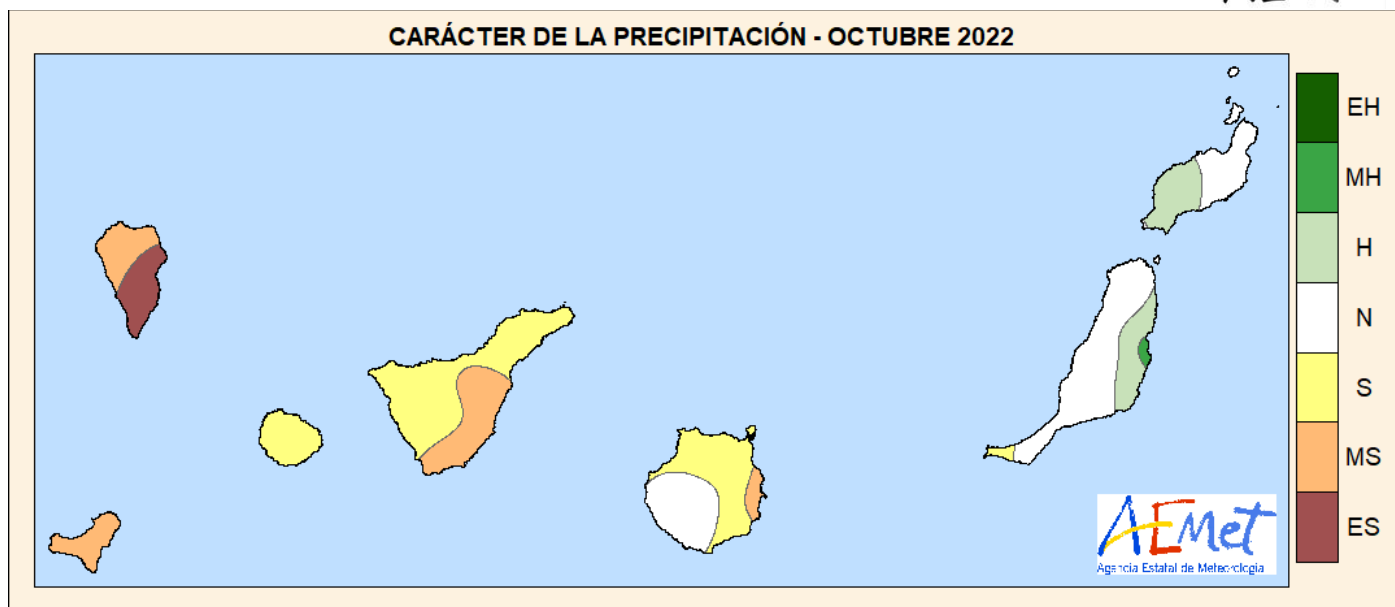 CARÁCTER DE LA PRECIPITACIÓN - OCTUBRE 2022
EH
MH
H
N
S
MS
ES
AEMet
Agencia Estatal de Meteorología